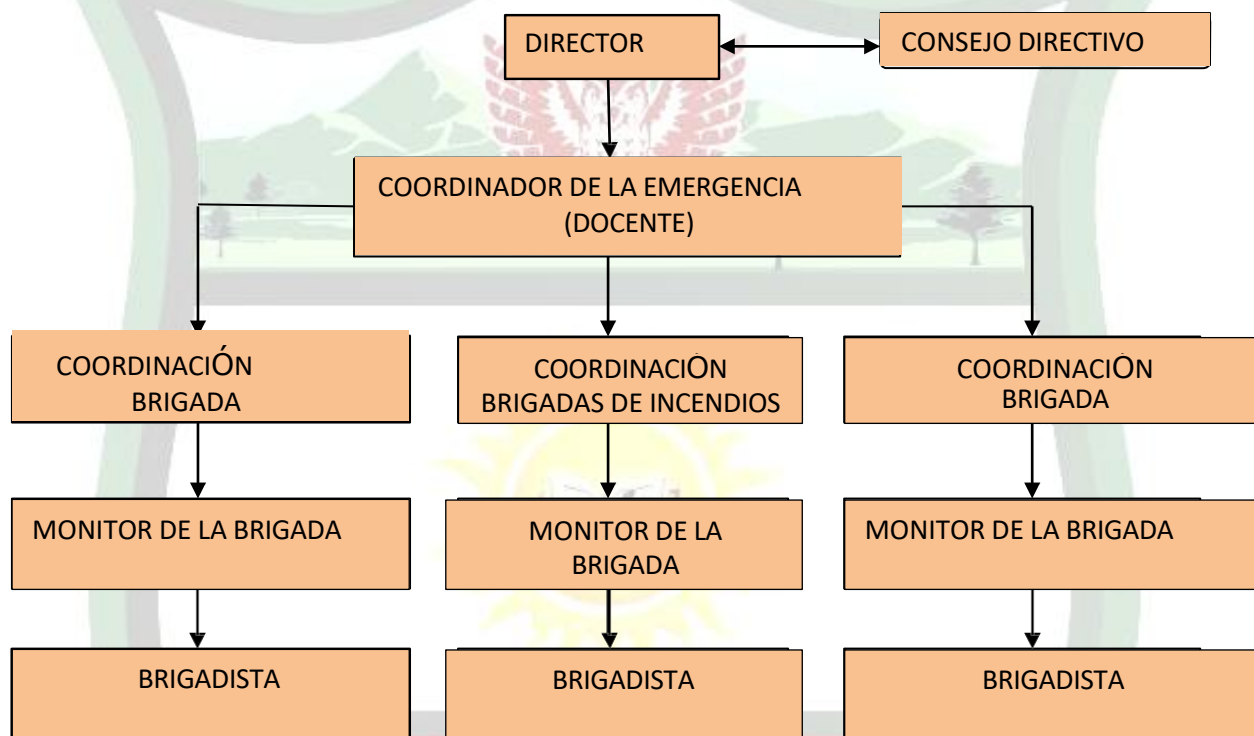 DIRECTOR
CONSEJO DIRECTIVO
COORDINADOR DE LA EMERGENCIA
(DOCENTE)
COORDINACIÓN
BRIGADA
COORDINACIÓN
BRIGADAS DE INCENDIOS
COORDINACIÓN
BRIGADA
MONITOR DE LA BRIGADA
MONITOR DE LA
BRIGADA
MONITOR DE LA BRIGADA
BRIGADISTA
BRIGADISTA
BRIGADISTA